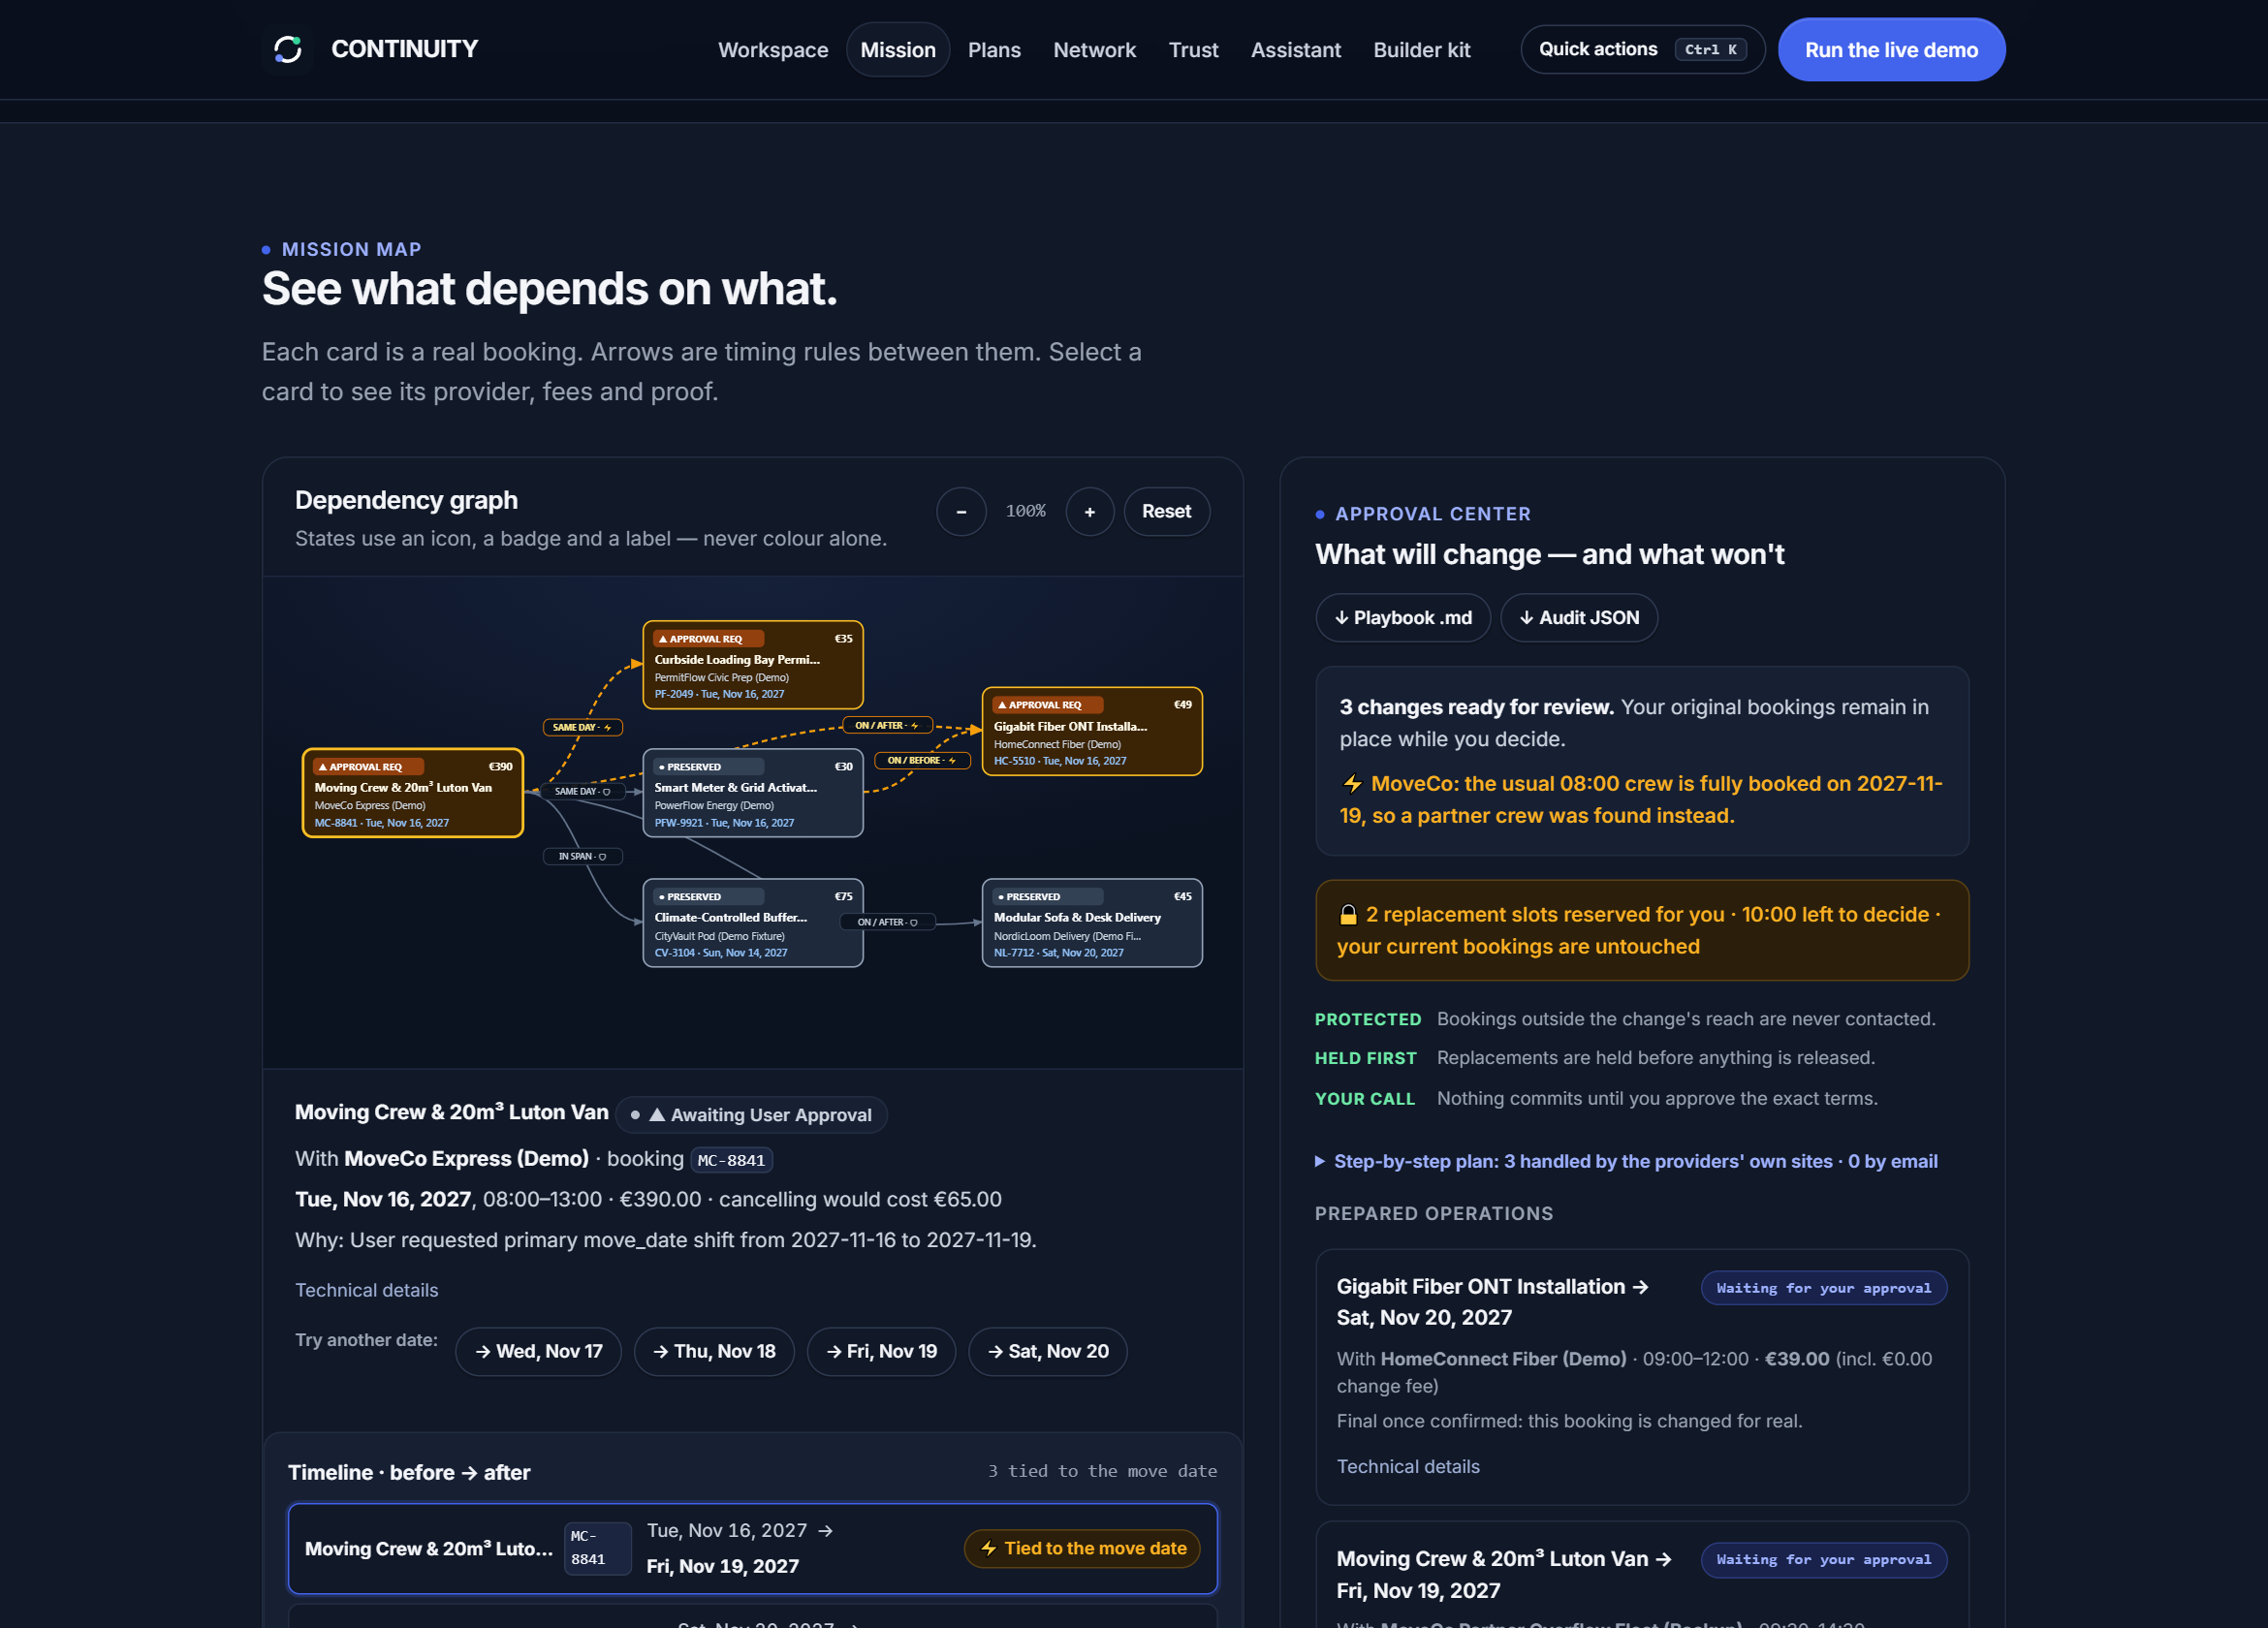 CONTINUITY
Workspace
Mission
Plans
Network
Trust
Assistant
Builder kit
Quick actions Ctrl K
Run the live demo
MISSION MAP
See what depends on what.
Each card is a real booking. Arrows are timing rules between them. Select a
card to see its provider, fees and proof.
Dependency graph
States use an icon, a badge and a label — never colour alone.
−
100%
+
Reset
▲ APPROVAL REQ €35
Curbside Loading Bay Permi...
PermitFlow Civic Prep (Demo)
PF-2049 · Tue, Nov 16, 2027
SAME DAY · ⚡
ON / AFTER · ⚡
▲ APPROVAL REQ €49
Gigabit Fiber ONT Installa...
HomeConnect Fiber (Demo)
HC-5510 · Tue, Nov 16, 2027
ON / BEFORE · ⚡
▲ APPROVAL REQ €390
Moving Crew & 20m³ Luton Van
MoveCo Express (Demo)
MC-8841 · Tue, Nov 16, 2027
SAME DAY ·
● PRESERVED €30
Smart Meter & Grid Activat...
PowerFlow Energy (Demo)
PFW-9921 · Tue, Nov 16, 2027
IN SPAN ·
● PRESERVED €75
Climate-Controlled Buffer...
CityVault Pod (Demo Fixture)
CV-3104 · Sun, Nov 14, 2027
ON / AFTER ·
● PRESERVED €45
Modular Sofa & Desk Delivery
NordicLoom Delivery (Demo Fi...
NL-7712 · Sat, Nov 20, 2027
Moving Crew & 20m³ Luton Van ● ▲ Awaiting User Approval
With MoveCo Express (Demo) · booking MC-8841
Tue, Nov 16, 2027, 08:00–13:00 · €390.00 · cancelling would cost €65.00
Why: User requested primary move_date shift from 2027-11-16 to 2027-11-19.
Technical details
Try another date: → Wed, Nov 17 → Thu, Nov 18 → Fri, Nov 19 → Sat, Nov 20
Timeline · before → after 3 tied to the move date
Moving Crew & 20m³ Luto...
MC-
8841
Tue, Nov 16, 2027 →
Fri, Nov 19, 2027
⚡ Tied to the move date
Sat, Nov 20, 2027 →
APPROVAL CENTER
What will change — and what won't
↓ Playbook .md
↓ Audit JSON
3 changes ready for review. Your original bookings remain in
place while you decide.
⚡ MoveCo: the usual 08:00 crew is fully booked on 2027-11-
19, so a partner crew was found instead.
🔒 2 replacement slots reserved for you · 10:00 left to decide ·
your current bookings are untouched
PROTECTED Bookings outside the change's reach are never contacted.
HELD FIRST Replacements are held before anything is released.
YOUR CALL Nothing commits until you approve the exact terms.
▶ Step-by-step plan: 3 handled by the providers' own sites · 0 by email
PREPARED OPERATIONS
Gigabit Fiber ONT Installation →
Sat, Nov 20, 2027
Waiting for your approval
With HomeConnect Fiber (Demo) · 09:00–12:00 · €39.00 (incl. €0.00
change fee)
Final once confirmed: this booking is changed for real.
Technical details
Moving Crew & 20m³ Luton Van →
Fri, Nov 19, 2027
Waiting for your approval
With MoveCo Partner Overflow Fleet (Backup) · 09:30–14:30